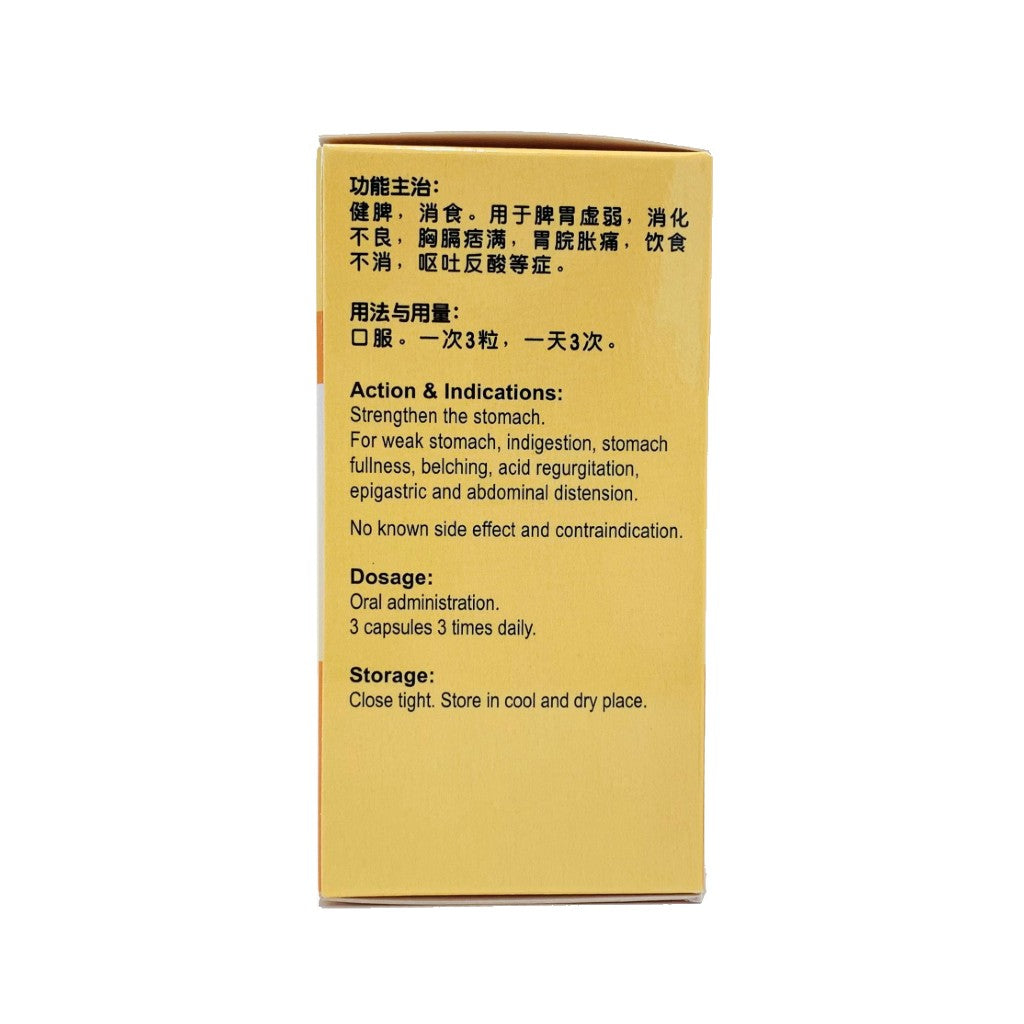 功能主治：
健脾，消食。用于脾胃虚弱，消化
不良，胸膈痞满，胃脘胀痛，饮食
不消，呕吐反酸等症。
用法与用量：
口服。一次3粒，一天3次。
Action & Indications:
Strengthen the stomach.
For weak stomach, indigestion, stomach
fullness, belching, acid regurgitation,
epigastric and abdominal distension.
No known side effect and contraindication.
Dosage:
Oral administration.
3 capsules 3 times daily.
Storage:
Close tight. Store in cool and dry place.